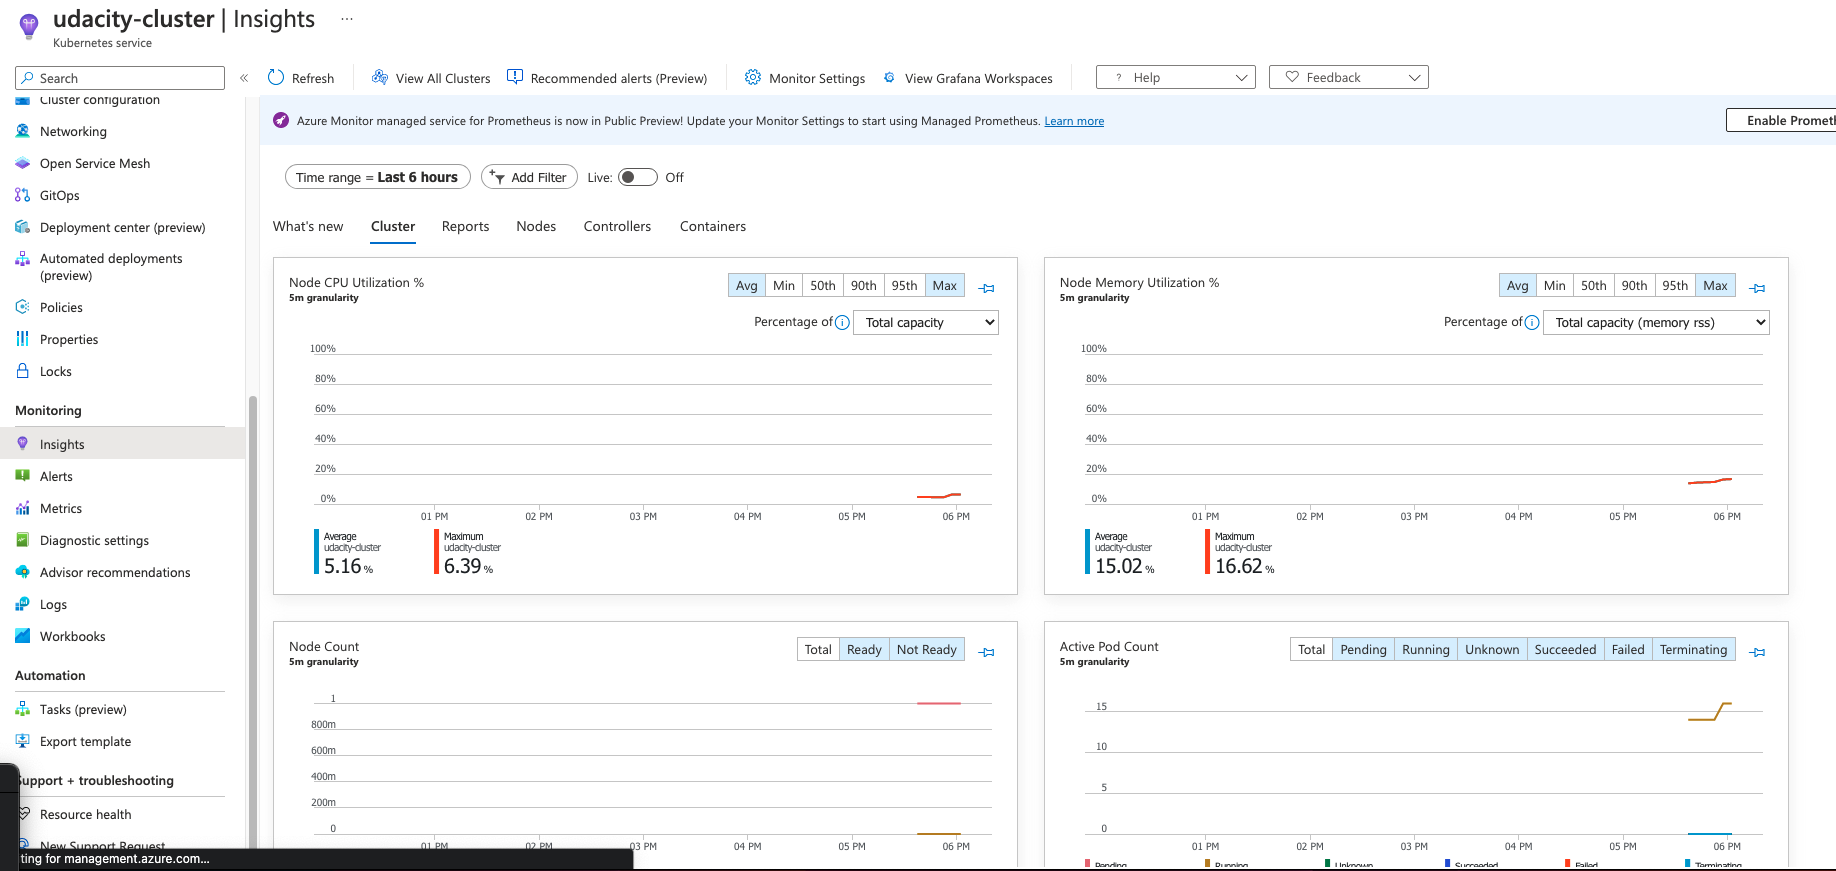 udacity-cluster | Insights ...
Kubernetes service
Search
«
Refresh
View All Clusters
Recommended alerts (Preview)
Monitor Settings
View Grafana Workspaces
? Help
Feedback
Cluster configuration
Networking
Open Service Mesh
GitOps
Deployment center (preview)
Automated deployments
(preview)
Policies
Properties
Locks
Monitoring
Insights
Alerts
Metrics
Diagnostic settings
Advisor recommendations
Logs
Workbooks
Automation
Tasks (preview)
Export template
Support + troubleshooting
Resource health
New Support Request
ting for management.azure.com...
Azure Monitor managed service for Prometheus is now in Public Preview! Update your Monitor Settings to start using Managed Prometheus. Learn more
Enable Prometh
Time range = Last 6 hours
Add Filter
Live: Off
What's new Cluster Reports Nodes Controllers Containers
Node CPU Utilization %
5m granularity
Avg Min 50th 90th 95th Max
Percentage of Total capacity
100%
80%
60%
40%
20%
0%
01 PM 02 PM 03 PM 04 PM 05 PM 06 PM
Average
udacity-cluster
5.16 %
Maximum
udacity-cluster
6.39 %
Node Memory Utilization %
5m granularity
Avg Min 50th 90th 95th Max
Percentage of Total capacity (memory rss)
100%
80%
60%
40%
20%
0%
01 PM 02 PM 03 PM 04 PM 05 PM 06 PM
Average
udacity-cluster
15.02 %
Maximum
udacity-cluster
16.62 %
Node Count
5m granularity
Total Ready Not Ready
1
800m
600m
400m
200m
0
01 PM 02 PM 03 PM 04 PM 05 PM 06 PM
Active Pod Count
5m granularity
Total Pending Running Unknown Succeeded Failed Terminating
15
10
5
0
01 PM 02 PM 03 PM 04 PM 05 PM 06 PM
Pending Running Unknown Succeeded Failed Terminating